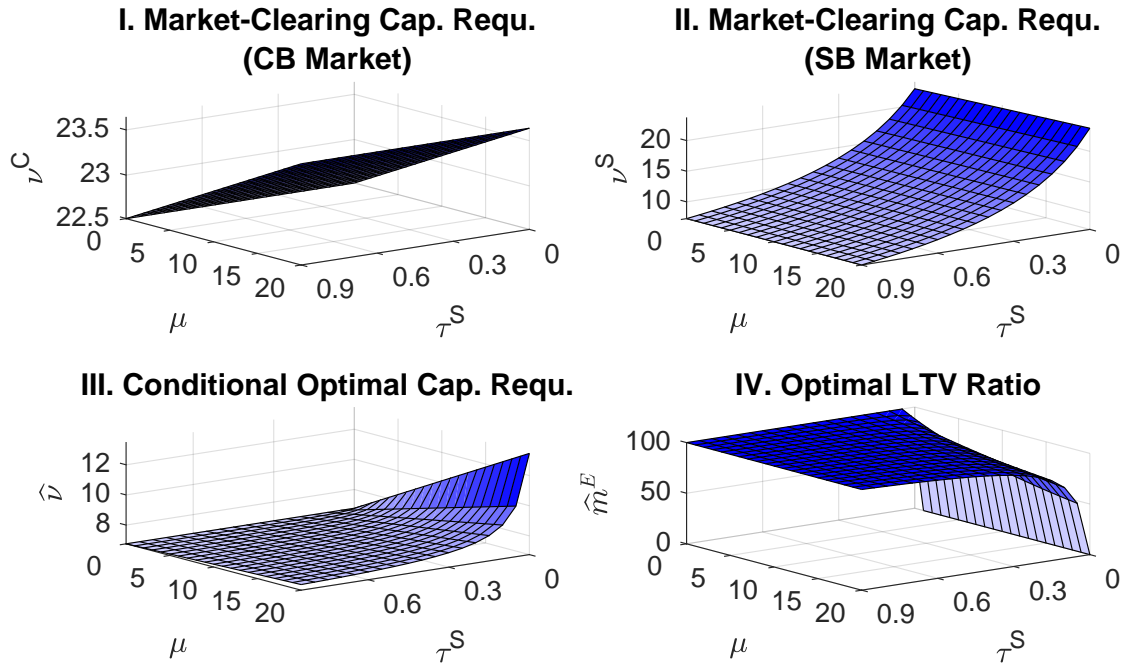 I. Market-Clearing Cap. Requ.
(CB Market)
23.5
23
22.5
ν^C
0
5
10
15
20
μ
0.9
0.6
0.3
0
τ^S
II. Market-Clearing Cap. Requ.
(SB Market)
20
15
10
ν^S
0
5
10
15
20
μ
0.9
0.6
0.3
0
τ^S
III. Conditional Optimal Cap. Requ.
12
10
8
ν̂
0
5
10
15
20
μ
0.6
0.3
0
τ^S
IV. Optimal LTV Ratio
100
50
0
m̂^E
0
5
10
15
20
μ
0.9
0.6
0.3
0
τ^S